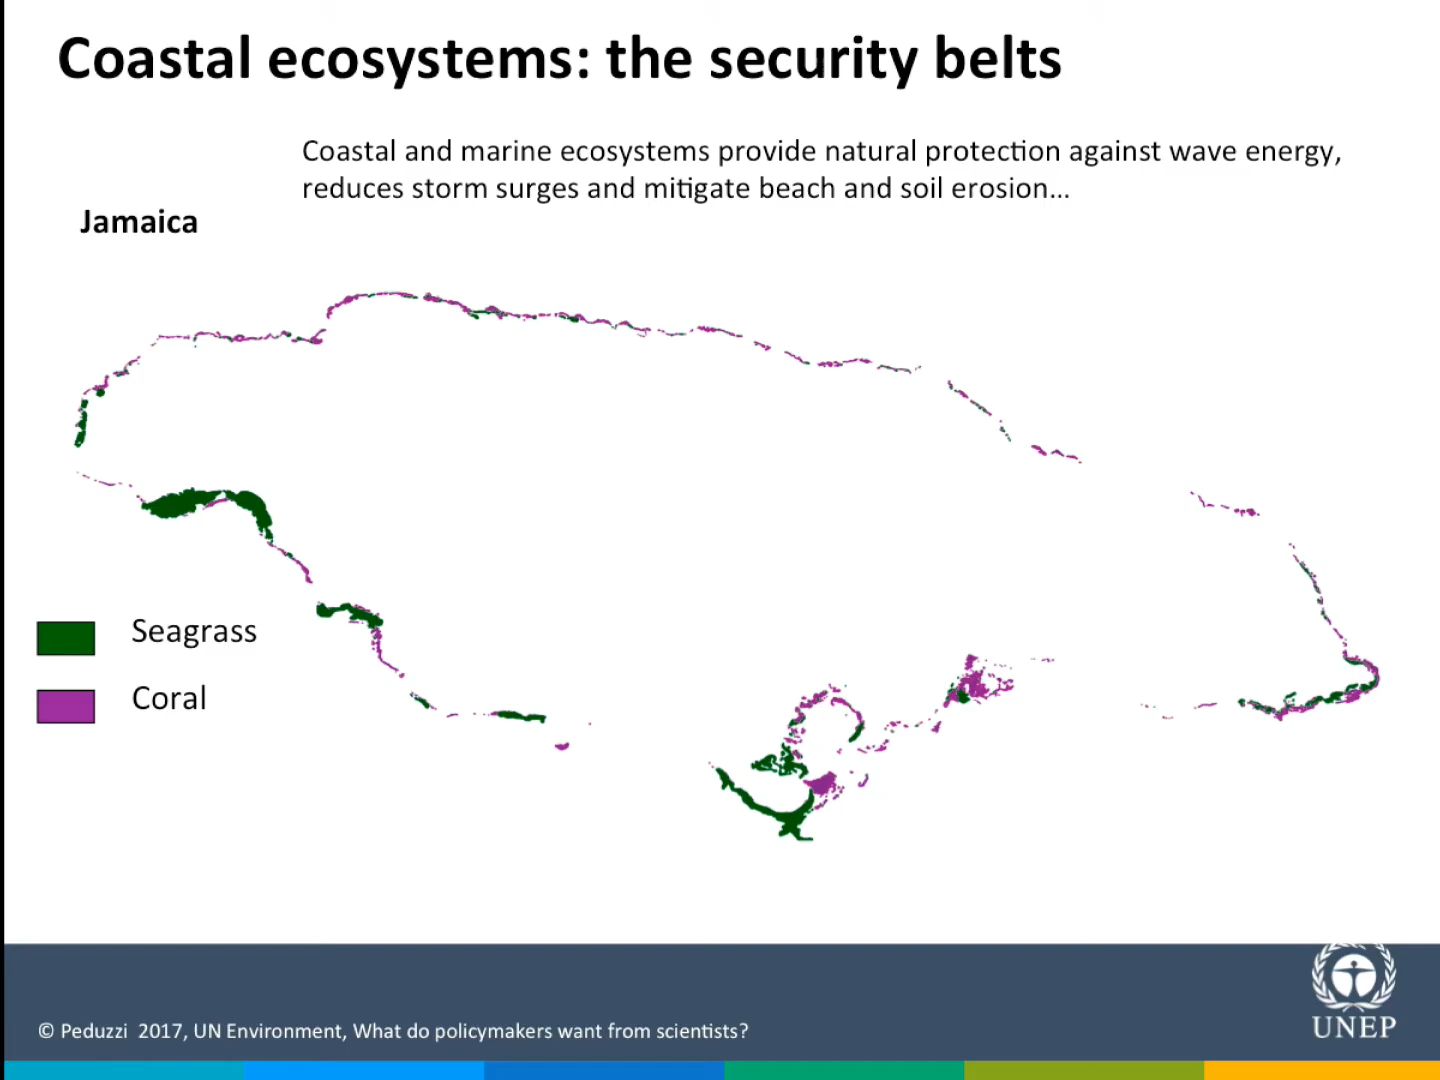 Coastal ecosystems: the security belts
Coastal and marine ecosystems provide natural protection against wave energy,
reduces storm surges and mitigate beach and soil erosion...
Jamaica
Seagrass
Coral
© Peduzzi 2017, UN Environment, What do policymakers want from scientists?
UNEP